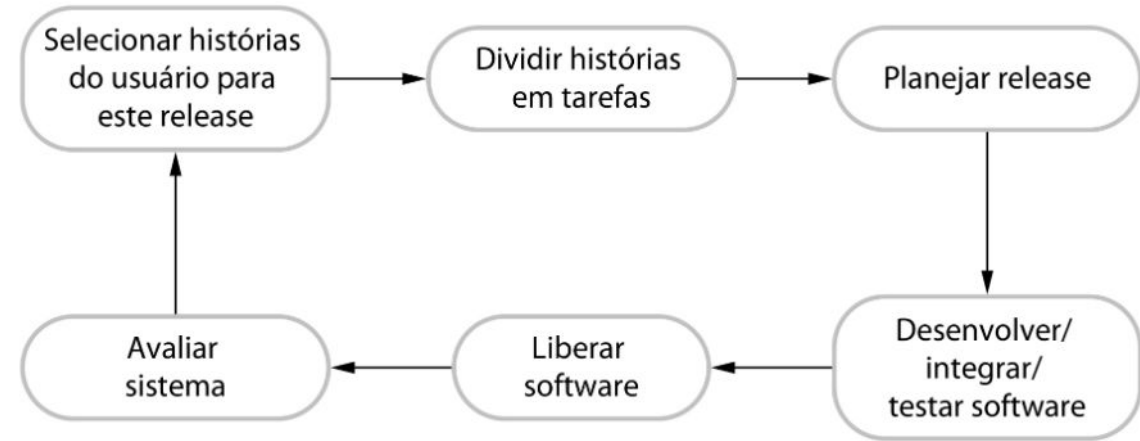 Selecionar histórias
do usuário para
este release
Dividir histórias
em tarefas
Planejar release
Desenvolver/
integrar/
testar software
Liberar
software
Avaliar
sistema